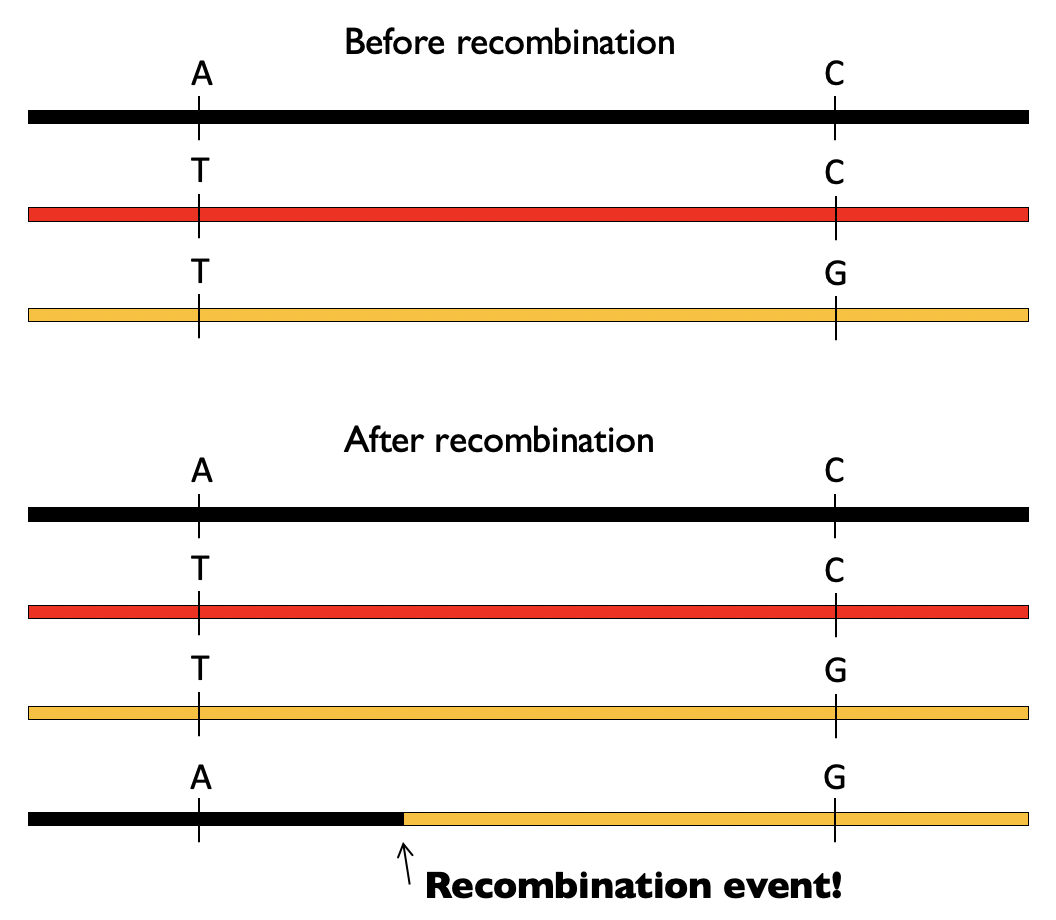 Before recombination
A C
T C
T G
After recombination
A C
T C
T G
A G
Recombination event!